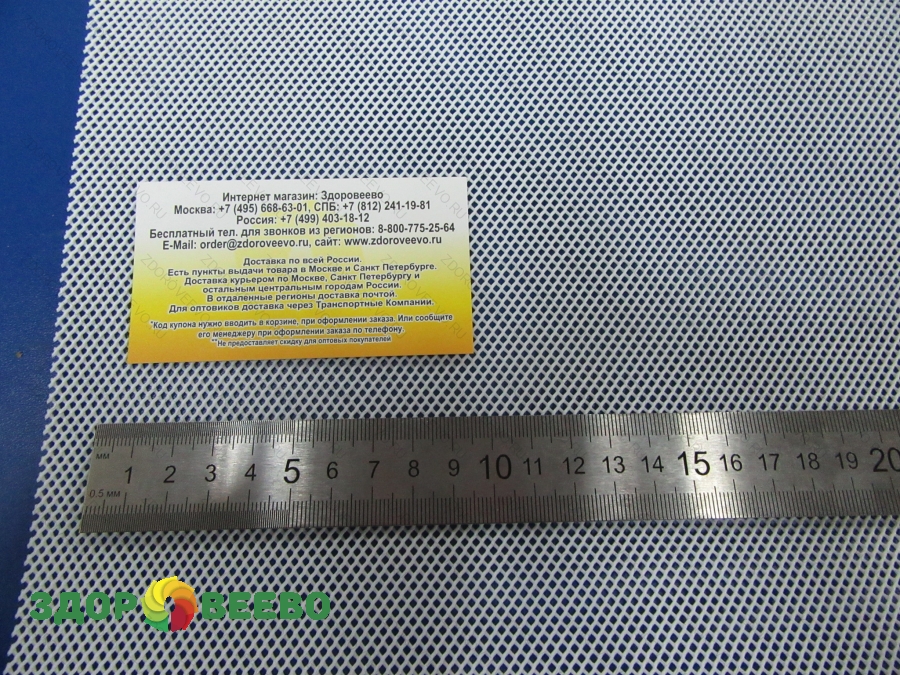 Интернет магазин: Здоровеево
Москва: +7 (495) 668-63-01, СПБ: +7 (812) 241-19-81
Россия: +7 (499) 403-18-12
Бесплатный тел. для звонков из регионов: 8-800-775-25-64
E-Mail: order@zdoroveevo.ru, сайт: www.zdoroveevo.ru
Доставка по всей России.
Есть пункты выдачи товара в Москве и Санкт Петербурге.
Доставка курьером по Москве, Санкт Петербургу и
остальным центральным городам России.
В отдаленные регионы доставка почтой.
Для оптовиков доставка через Транспортные Компании.
*Код купона нужно вводить в корзине, при оформлении заказа. Или сообщите
его менеджеру при оформлении заказа по телефону
**Не предоставляет скидку для оптовых покупателей
мм
1 2 3 4 5 6 7 8 9 10 11 12 13 14 15 16 17 18 19 20
0.5 мм
ЗДОРОВЕЕВО